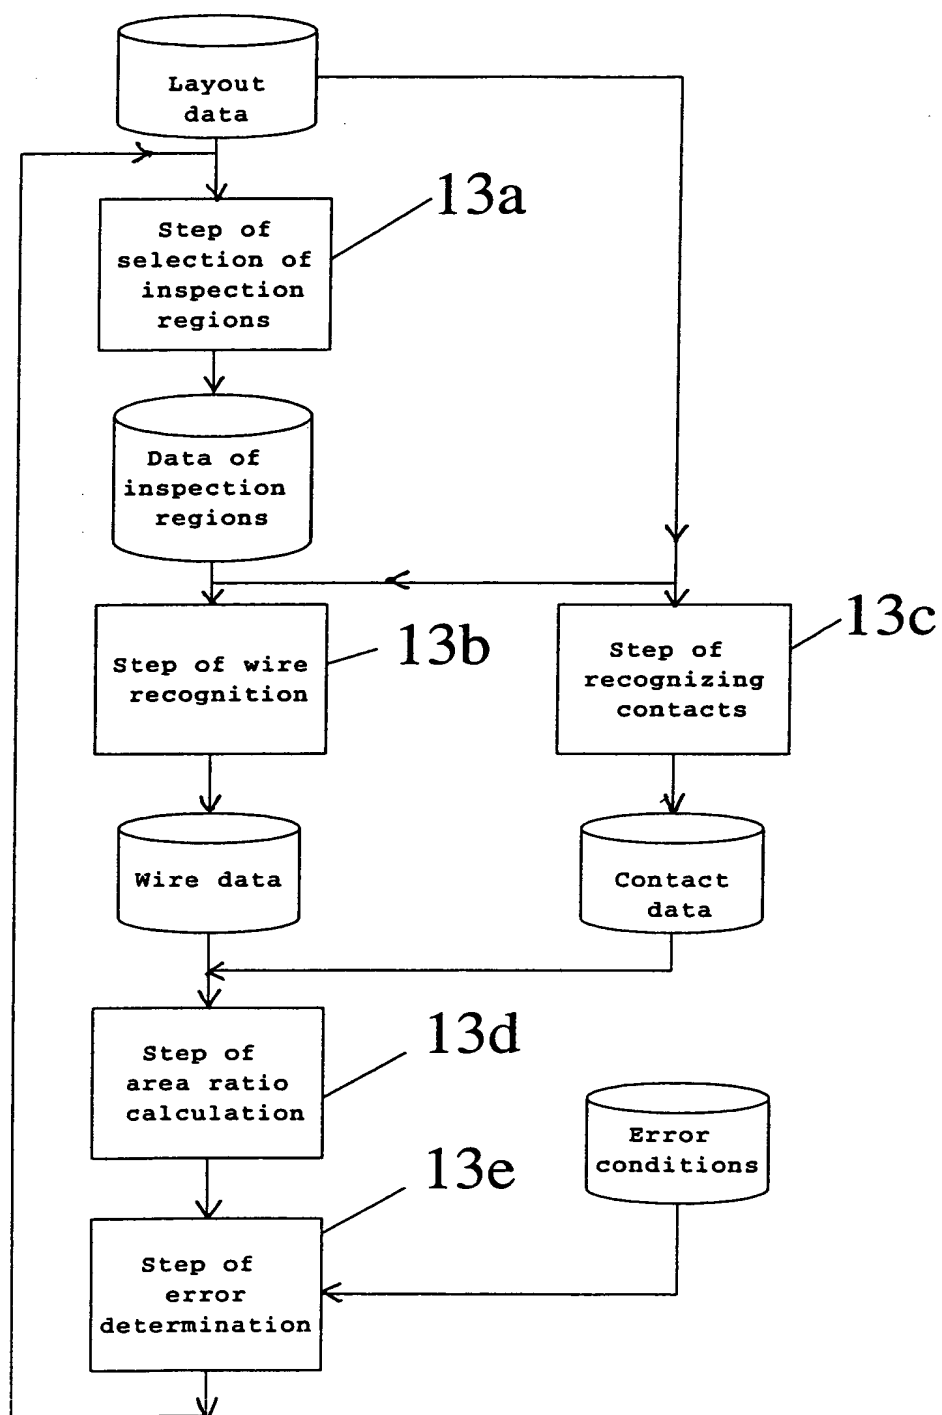 Layout
data
13a
Step of
selection of
inspection
regions
Data of
inspection
regions
13b
Step of wire
recognition
13c
Step of
recognizing
contacts
Wire data
Contact
data
13d
Step of
area ratio
calculation
Error
conditions
13e
Step of
error
determination